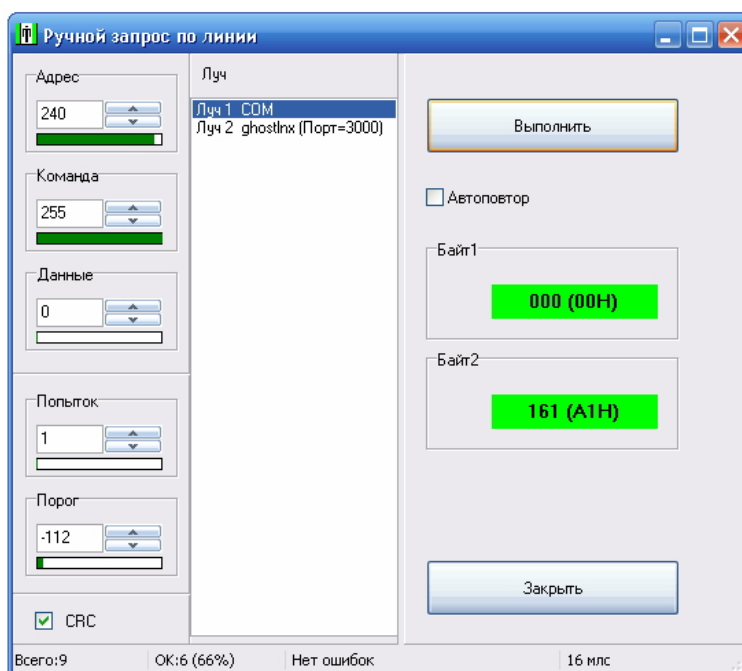 Ручной запрос по линии
Адрес
240
Команда
255
Данные
0
Попыток
1
Порог
-112
CRC
Луч
Луч 1 COM
Луч 2 ghostlnx (Порт=3000)
Выполнить
Автоповтор
Байт1
000 (00H)
Байт2
161 (A1H)
Закрыть
Всего:9 OK:6 (66%) Нет ошибок 16 млс